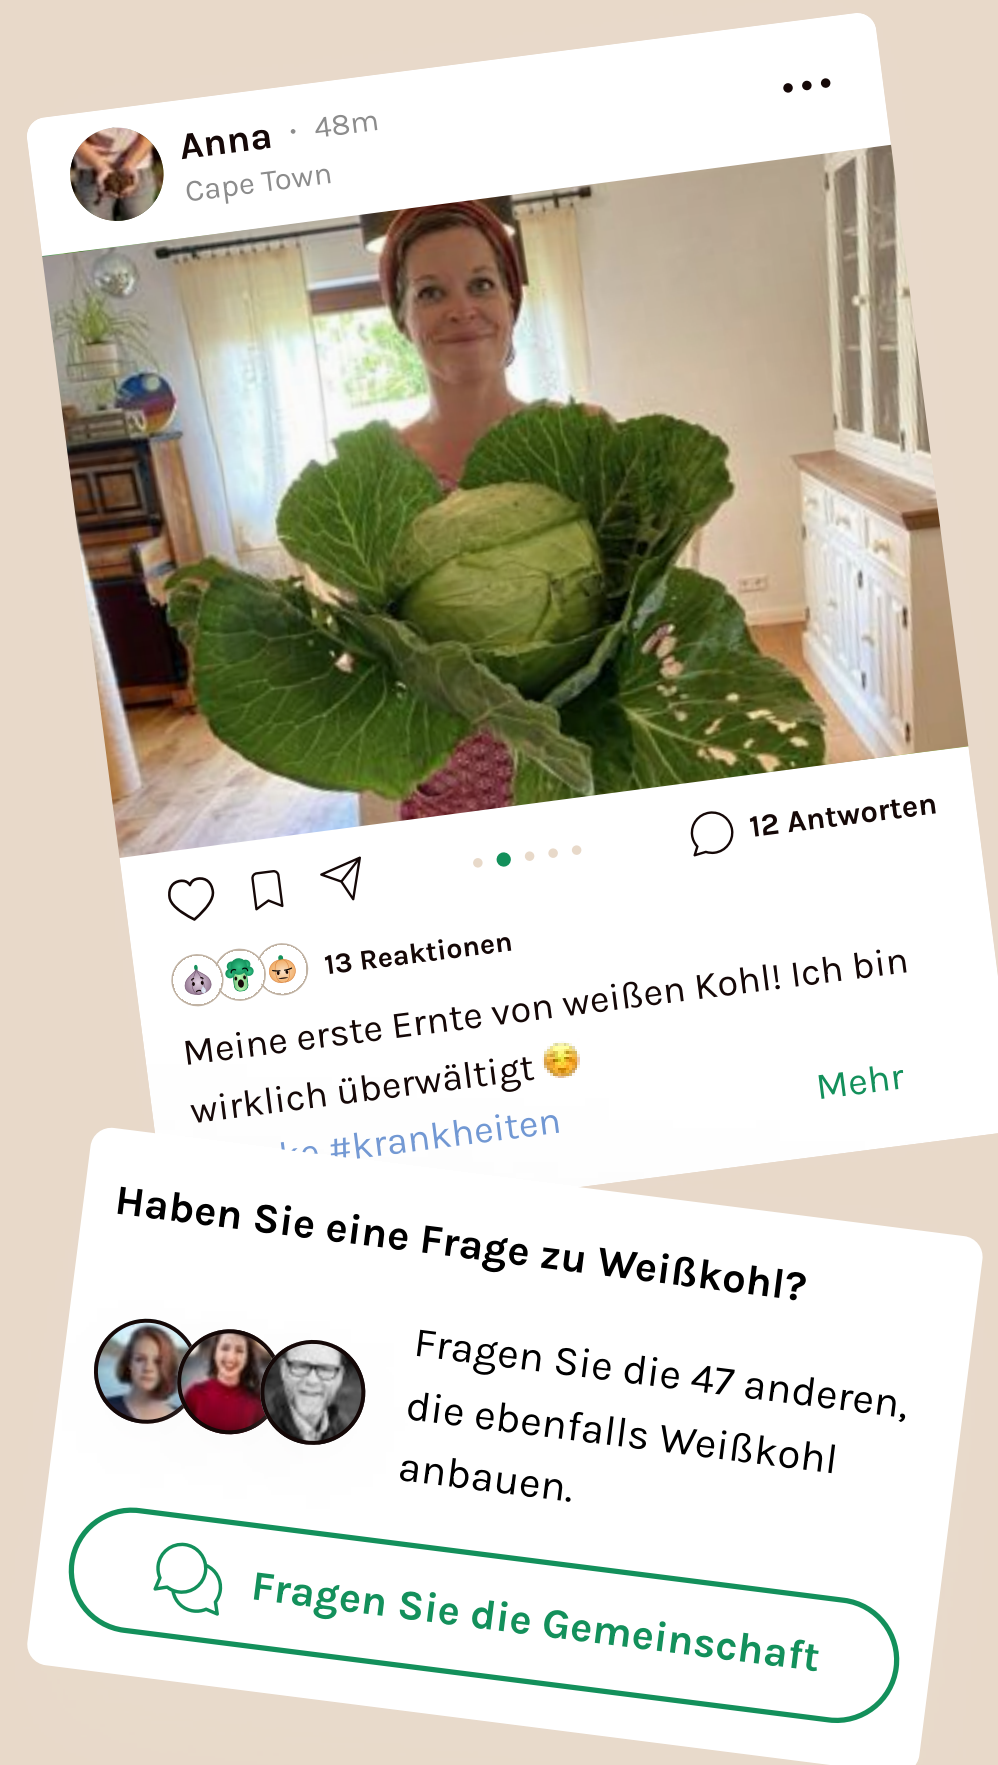 Anna · 48m
Cape Town
12 Antworten
13 Reaktionen
Meine erste Ernte von weißen Kohl! Ich bin
wirklich überwältigt 😊
Mehr
#krankheiten
Haben Sie eine Frage zu Weißkohl?
Fragen Sie die 47 anderen,
die ebenfalls Weißkohl
anbauen.
Fragen Sie die Gemeinschaft